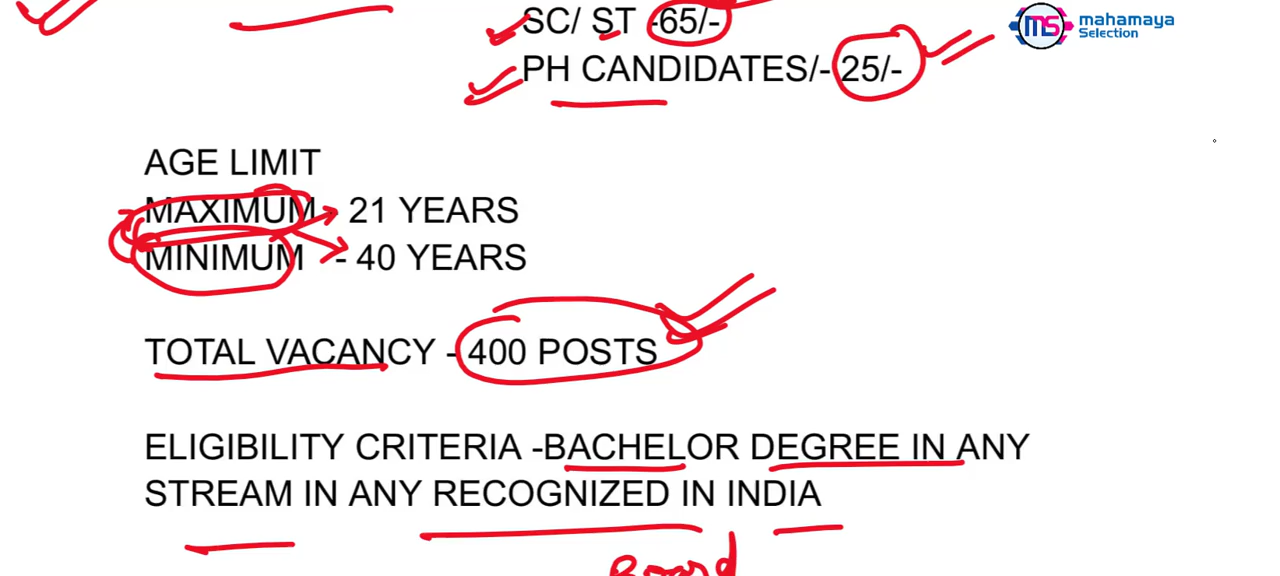 SC/ ST -65/-
mahamaya
Selection
MS
PH CANDIDATES/- 25/-
AGE LIMIT
MAXIMUM - 21 YEARS
MINIMUM - 40 YEARS
TOTAL VACANCY - 400 POSTS
ELIGIBILITY CRITERIA -BACHELOR DEGREE IN ANY
STREAM IN ANY RECOGNIZED IN INDIA
Board